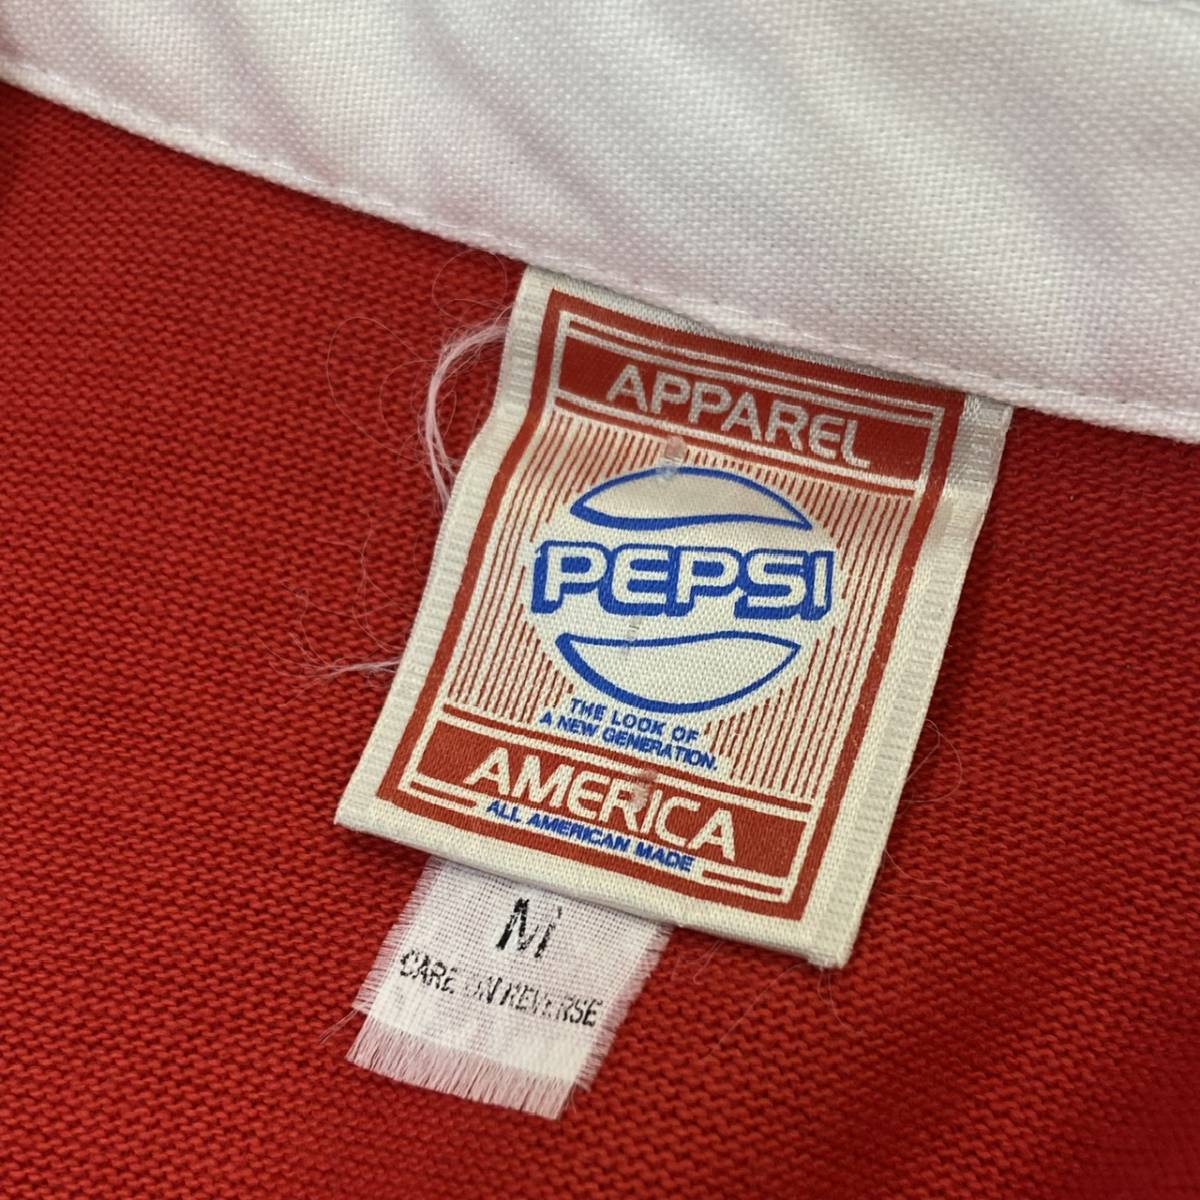 APPAREL
PEPSI
THE LOOK OF
A NEW GENERATION.
AMERICA
ALL AMERICAN MADE
M
CARE ON REVERSE